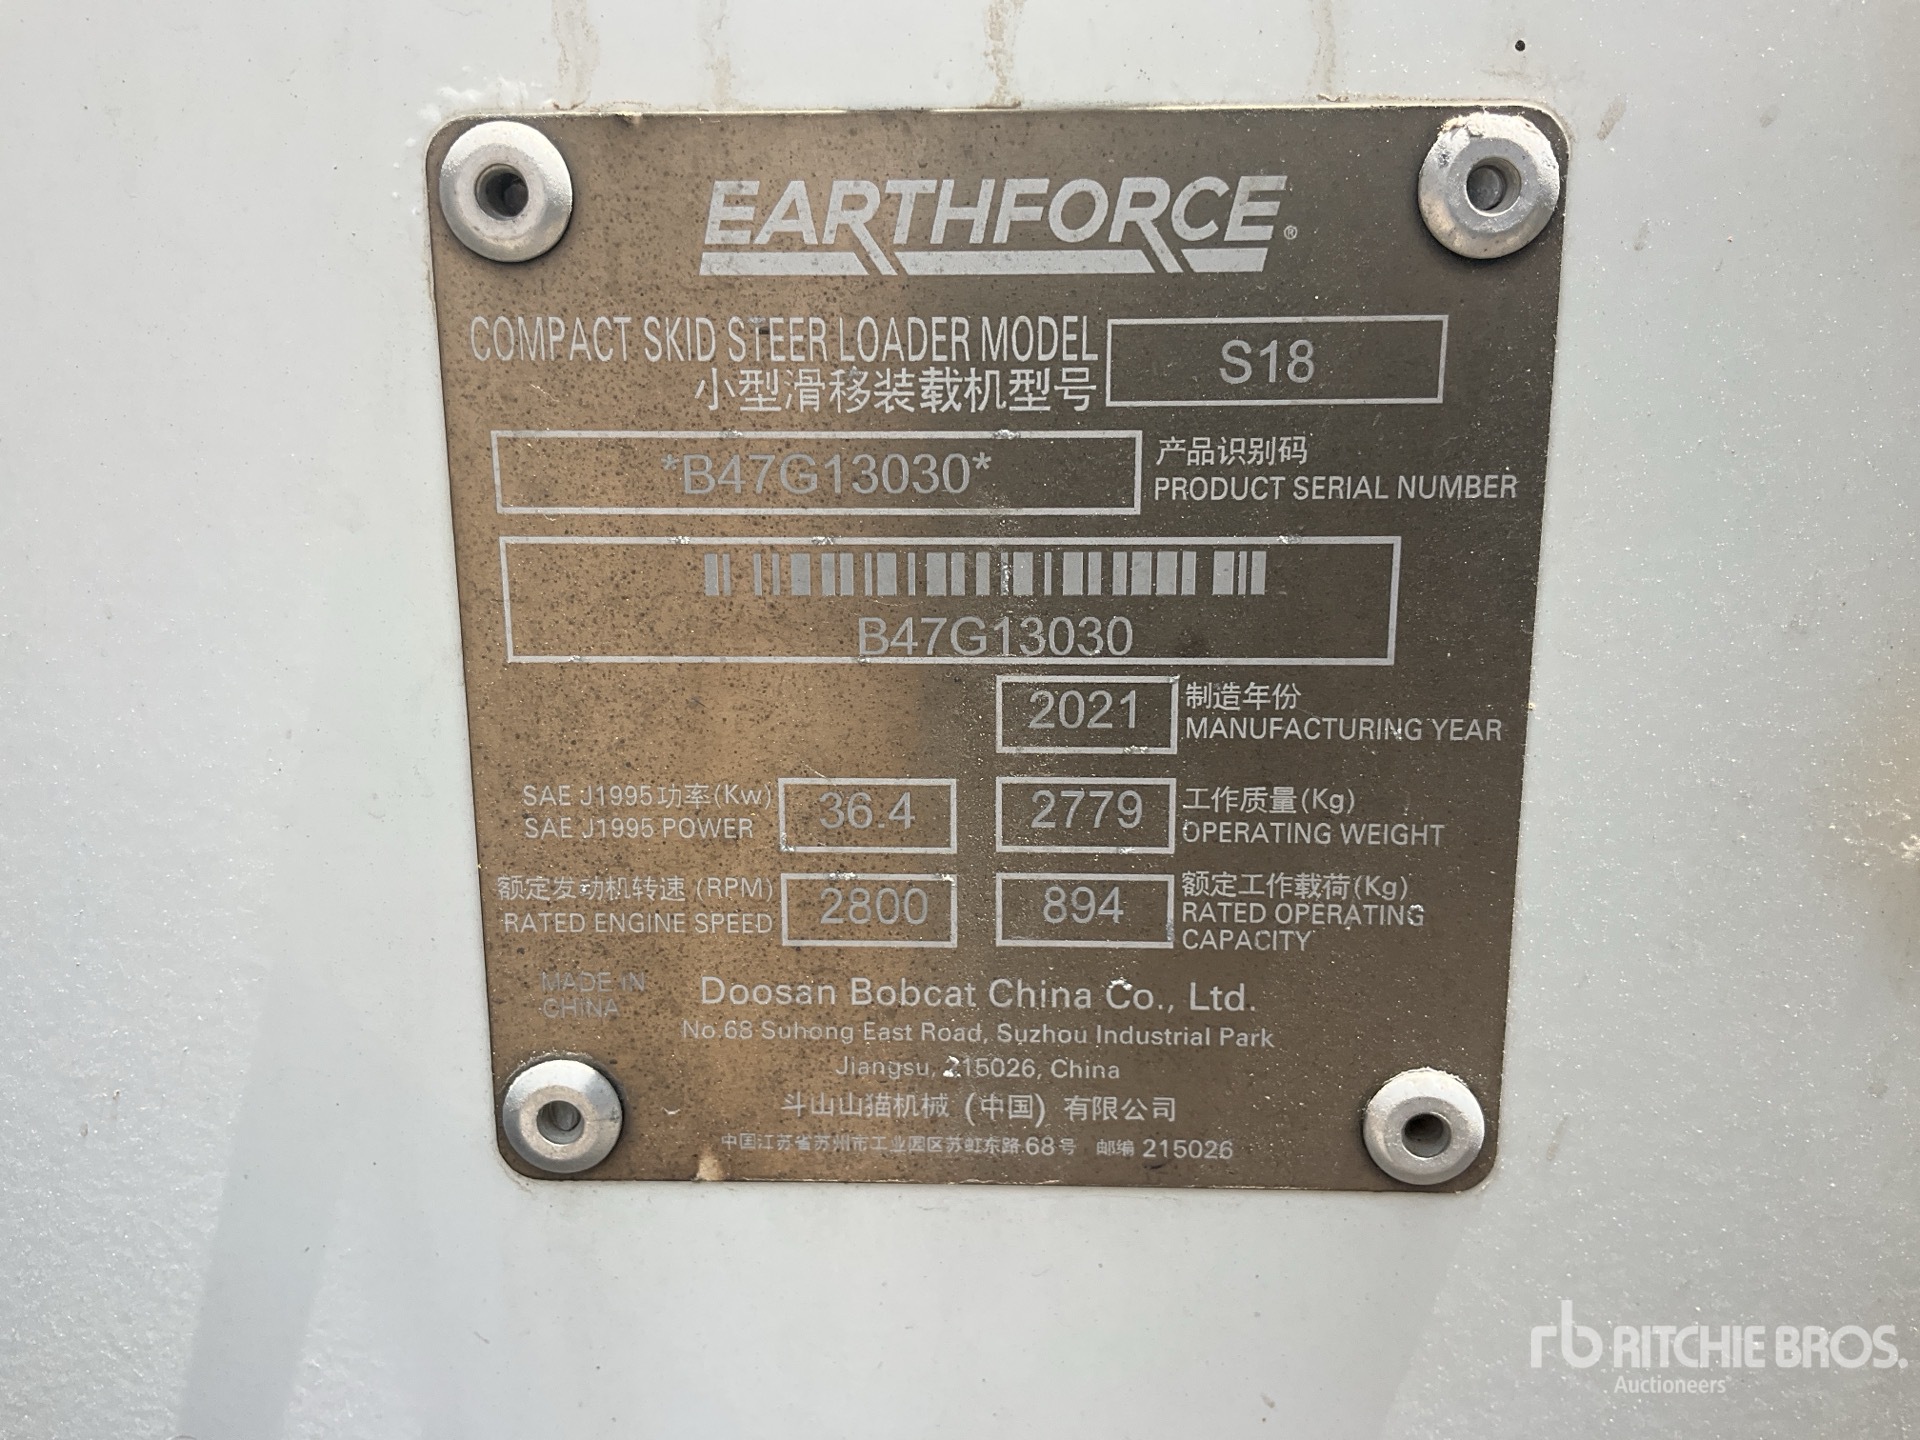 EARTHFORCE®
COMPACT SKID STEER LOADER MODEL
小型滑移装载机型号
S18
*B47G13030*
产品识别码
PRODUCT SERIAL NUMBER
B47G13030
2021
制造年份
MANUFACTURING YEAR
SAE J1995功率(Kw)
SAE J1995 POWER
36.4
2779
工作质量(Kg)
OPERATING WEIGHT
额定发动机转速 (RPM)
RATED ENGINE SPEED
2800
894
额定工作载荷(Kg)
RATED OPERATING
CAPACITY
MADE IN
CHINA
Doosan Bobcat China Co., Ltd.
No.68 Suhong East Road, Suzhou Industrial Park
Jiangsu, 215026, China
斗山山猫机械 (中国) 有限公司
中国江苏省苏州市工业园区苏虹东路68号 邮编 215026
rb RITCHIE BROS.
Auctioneers